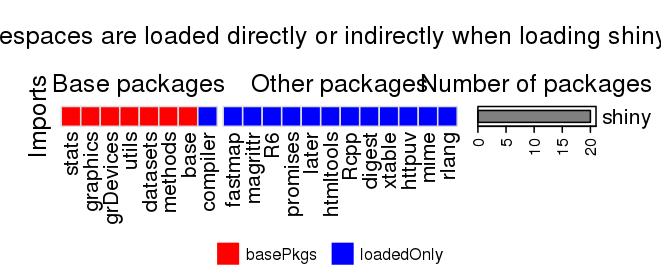 espaces are loaded directly or indirectly when loading shiny
Base packages Other packages Number of packages
Imports
shiny
stats
graphics
grDevices
utils
datasets
methods
base
compiler
fastmap
magrittr
R6
promises
later
htmltools
Rcpp
digest
xtable
httpuv
mime
rlang
0 5 10 15 20
basePkgs loadedOnly